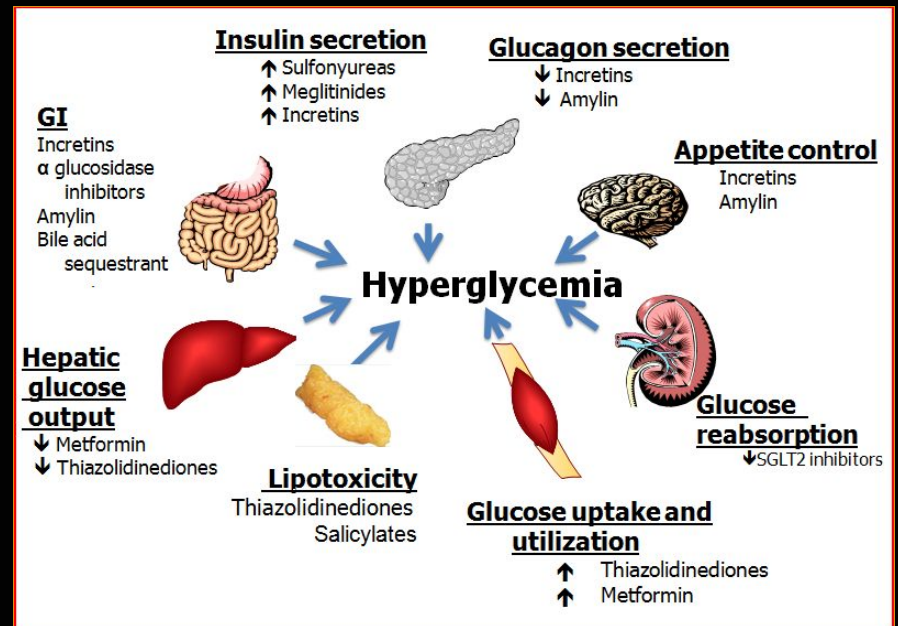 Insulin secretion
↑ Sulfonyureas
↑ Meglitinides
↑ Incretins
Glucagon secretion
↓ Incretins
↓ Amylin
GI
Incretins
α glucosidase
inhibitors
Amylin
Bile acid
sequestrant
Appetite control
Incretins
Amylin
Hyperglycemia
Hepatic
glucose
output
↓ Metformin
↓ Thiazolidinediones
Lipotoxicity
Thiazolidinediones
Salicylates
Glucose uptake and
utilization
↑ Thiazolidinediones
↑ Metformin
Glucose
reabsorption
↓SGLT2 inhibitors